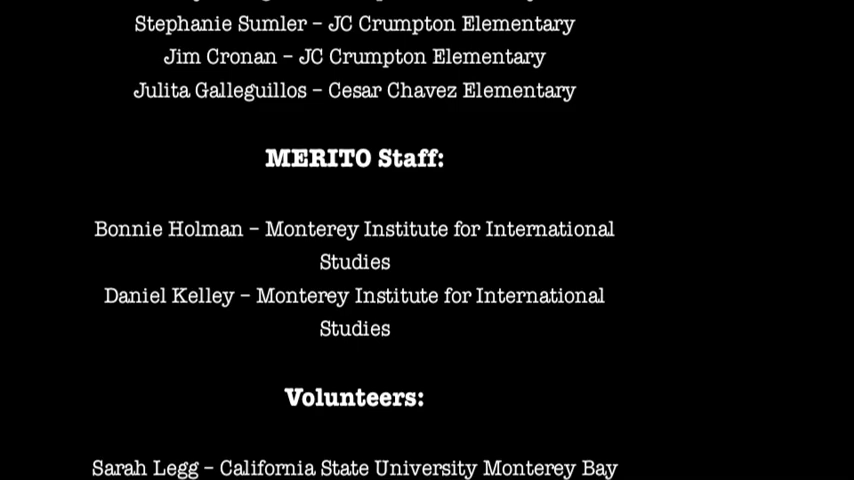 Stephanie Sumler – JC Crumpton Elementary
Jim Cronan – JC Crumpton Elementary
Julita Galleguillos – Cesar Chavez Elementary
MERITO Staff:
Bonnie Holman – Monterey Institute for International
Studies
Daniel Kelley – Monterey Institute for International
Studies
Volunteers:
Sarah Legg – California State University Monterey Bay